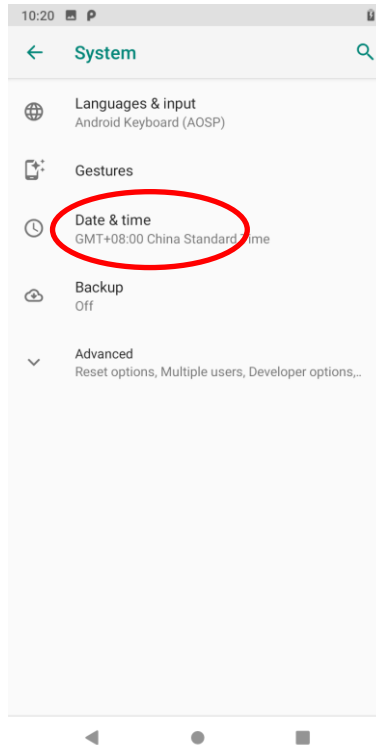 10:20
System
Languages & input
Android Keyboard (AOSP)
Gestures
Date & time
GMT+08:00 China Standard Time
Backup
Off
Advanced
Reset options, Multiple users, Developer options,..